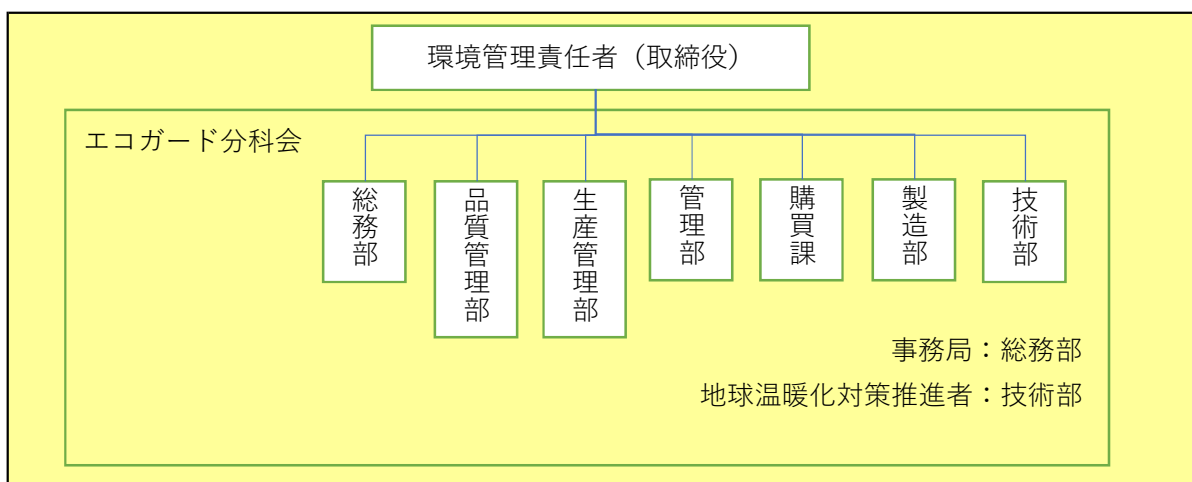 環境管理責任者（取締役）
エコガード分科会
総務部
品質管理部
生産管理部
管理部
購買課
製造部
技術部
事務局：総務部
地球温暖化対策推進者：技術部